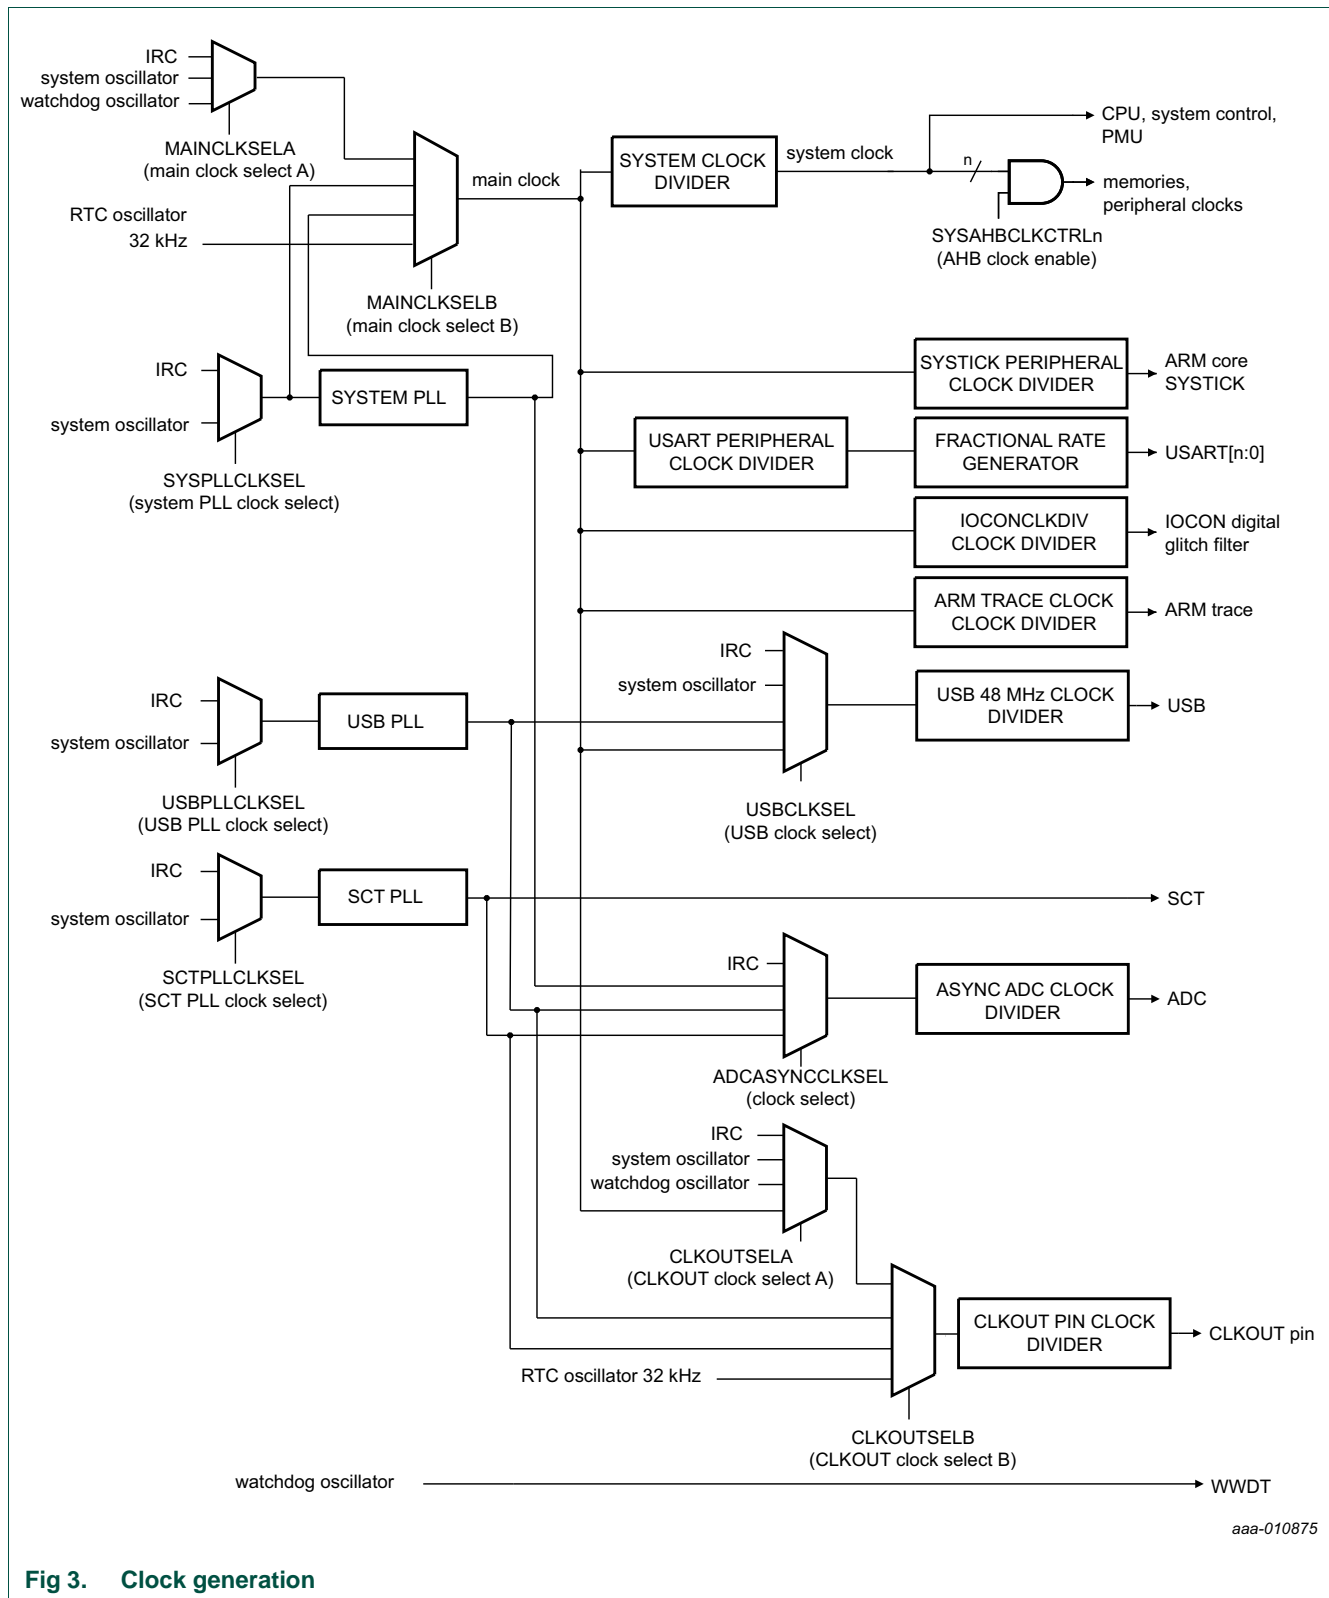 IRC
system oscillator
watchdog oscillator
MAINCLKSELA
(main clock select A)
RTC oscillator
32 kHz
MAINCLKSELB
(main clock select B)
main clock
SYSTEM CLOCK
DIVIDER
system clock
n
CPU, system control,
PMU
memories,
peripheral clocks
SYSAHBCLKCTRLn
(AHB clock enable)
IRC
system oscillator
SYSPLLCLKSEL
(system PLL clock select)
SYSTEM PLL
SYSTICK PERIPHERAL
CLOCK DIVIDER
ARM core
SYSTICK
USART PERIPHERAL
CLOCK DIVIDER
FRACTIONAL RATE
GENERATOR
USART[n:0]
IOCONCLKDIV
CLOCK DIVIDER
IOCON digital
glitch filter
ARM TRACE CLOCK
CLOCK DIVIDER
ARM trace
IRC
system oscillator
USBPLLCLKSEL
(USB PLL clock select)
USB PLL
IRC
system oscillator
USBCLKSEL
(USB clock select)
USB 48 MHz CLOCK
DIVIDER
USB
IRC
system oscillator
SCTPLLCLKSEL
(SCT PLL clock select)
SCT PLL
SCT
IRC
ADCASYNCCLKSEL
(clock select)
ASYNC ADC CLOCK
DIVIDER
ADC
IRC
system oscillator
watchdog oscillator
CLKOUTSELA
(CLKOUT clock select A)
RTC oscillator 32 kHz
CLKOUTSELB
(CLKOUT clock select B)
CLKOUT PIN CLOCK
DIVIDER
CLKOUT pin
watchdog oscillator
WWDT
aaa-010875
Fig 3. Clock generation